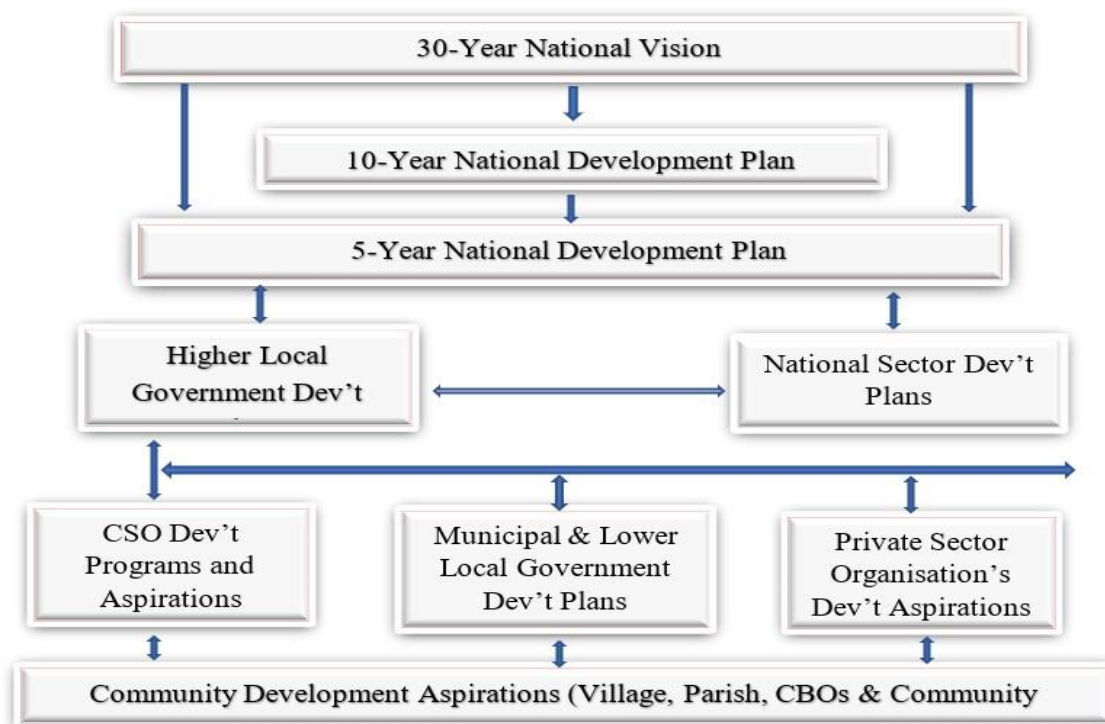 30-Year National Vision
10-Year National Development Plan
5-Year National Development Plan
Higher Local
Government Dev’t
National Sector Dev’t
Plans
CSO Dev’t
Programs and
Aspirations
Municipal & Lower
Local Government
Dev’t Plans
Private Sector
Organisation’s
Dev’t Aspirations
Community Development Aspirations (Village, Parish, CBOs & Community